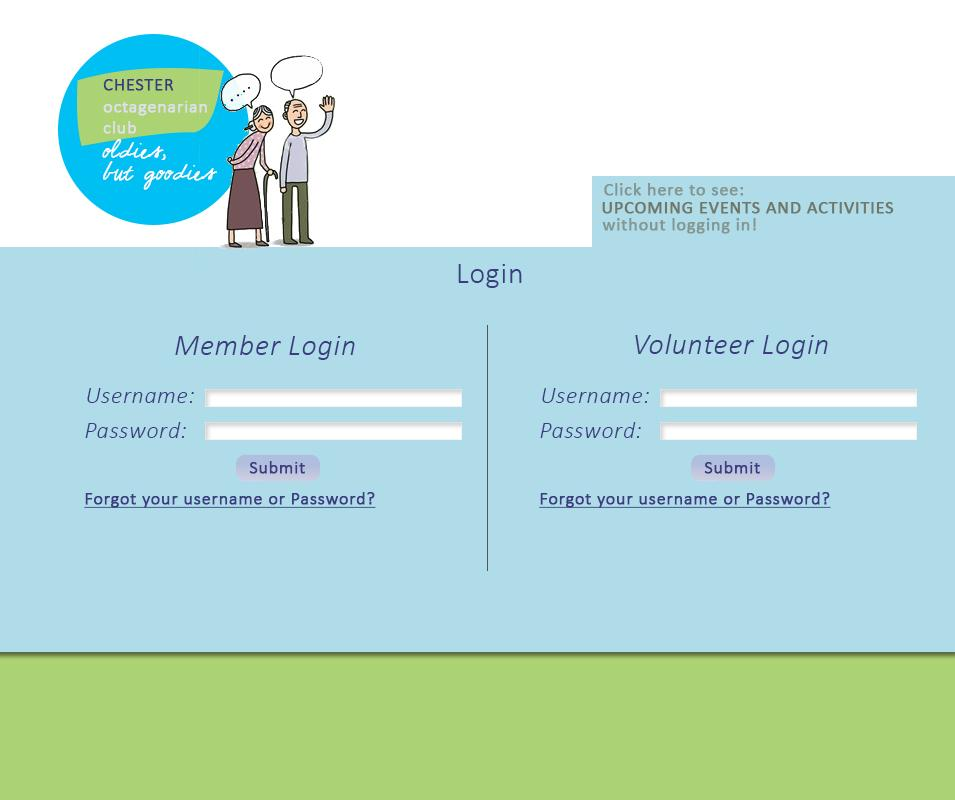 CHESTER
octagenarian
club
oldies,
but goodies
Click here to see:
UPCOMING EVENTS AND ACTIVITIES
without logging in!
Login
Member Login
Username:
Password:
Submit
Forgot your username or Password?
Volunteer Login
Username:
Password:
Submit
Forgot your username or Password?